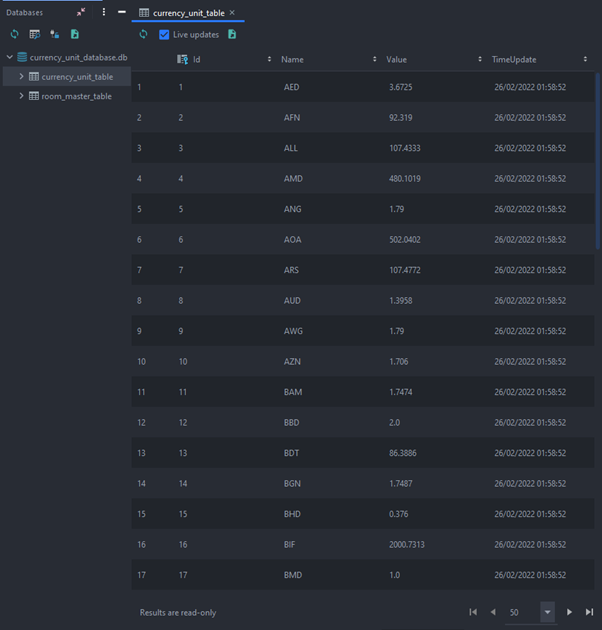 Databases
currency_unit_table
Live updates
currency_unit_database.db
currency_unit_table
room_master_table
Id Name Value TimeUpdate
1 1 AED 3.6725 26/02/2022 01:58:52
2 2 AFN 92.319 26/02/2022 01:58:52
3 3 ALL 107.4333 26/02/2022 01:58:52
4 4 AMD 480.1019 26/02/2022 01:58:52
5 5 ANG 1.79 26/02/2022 01:58:52
6 6 AOA 502.0402 26/02/2022 01:58:52
7 7 ARS 107.4772 26/02/2022 01:58:52
8 8 AUD 1.3958 26/02/2022 01:58:52
9 9 AWG 1.79 26/02/2022 01:58:52
10 10 AZN 1.706 26/02/2022 01:58:52
11 11 BAM 1.7474 26/02/2022 01:58:52
12 12 BBD 2.0 26/02/2022 01:58:52
13 13 BDT 86.3886 26/02/2022 01:58:52
14 14 BGN 1.7487 26/02/2022 01:58:52
15 15 BHD 0.376 26/02/2022 01:58:52
16 16 BIF 2000.7313 26/02/2022 01:58:52
17 17 BMD 1.0 26/02/2022 01:58:52
Results are read-only
50